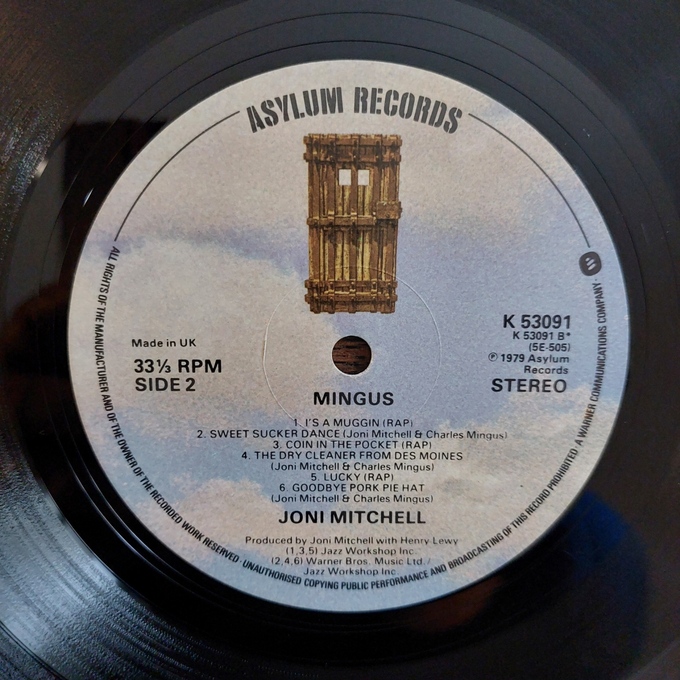 ASYLUM RECORDS
Made in UK
33⅓ RPM
SIDE 2
K 53091
K 53091 B*
(5E-505)
℗ 1979 Asylum
Records
STEREO
MINGUS
1. I'S A MUGGIN (RAP)
2. SWEET SUCKER DANCE (Joni Mitchell & Charles Mingus)
3. COIN IN THE POCKET (RAP)
4. THE DRY CLEANER FROM DES MOINES
(Joni Mitchell & Charles Mingus)
5. LUCKY (RAP)
6. GOODBYE PORK PIE HAT
(Joni Mitchell & Charles Mingus)
JONI MITCHELL
Produced by Joni Mitchell with Henry Lewy
(1,3,5) Jazz Workshop Inc.
(2,4,6) Warner Bros. Music Ltd./
Jazz Workshop Inc
ALL RIGHTS OF THE MANUFACTURER AND OF THE OWNER OF THE RECORDED WORK RESERVED · UNAUTHORISED COPYING PUBLIC PERFORMANCE AND BROADCASTING OF THIS RECORD PROHIBITED · A WARNER COMMUNICATIONS COMPANY ·